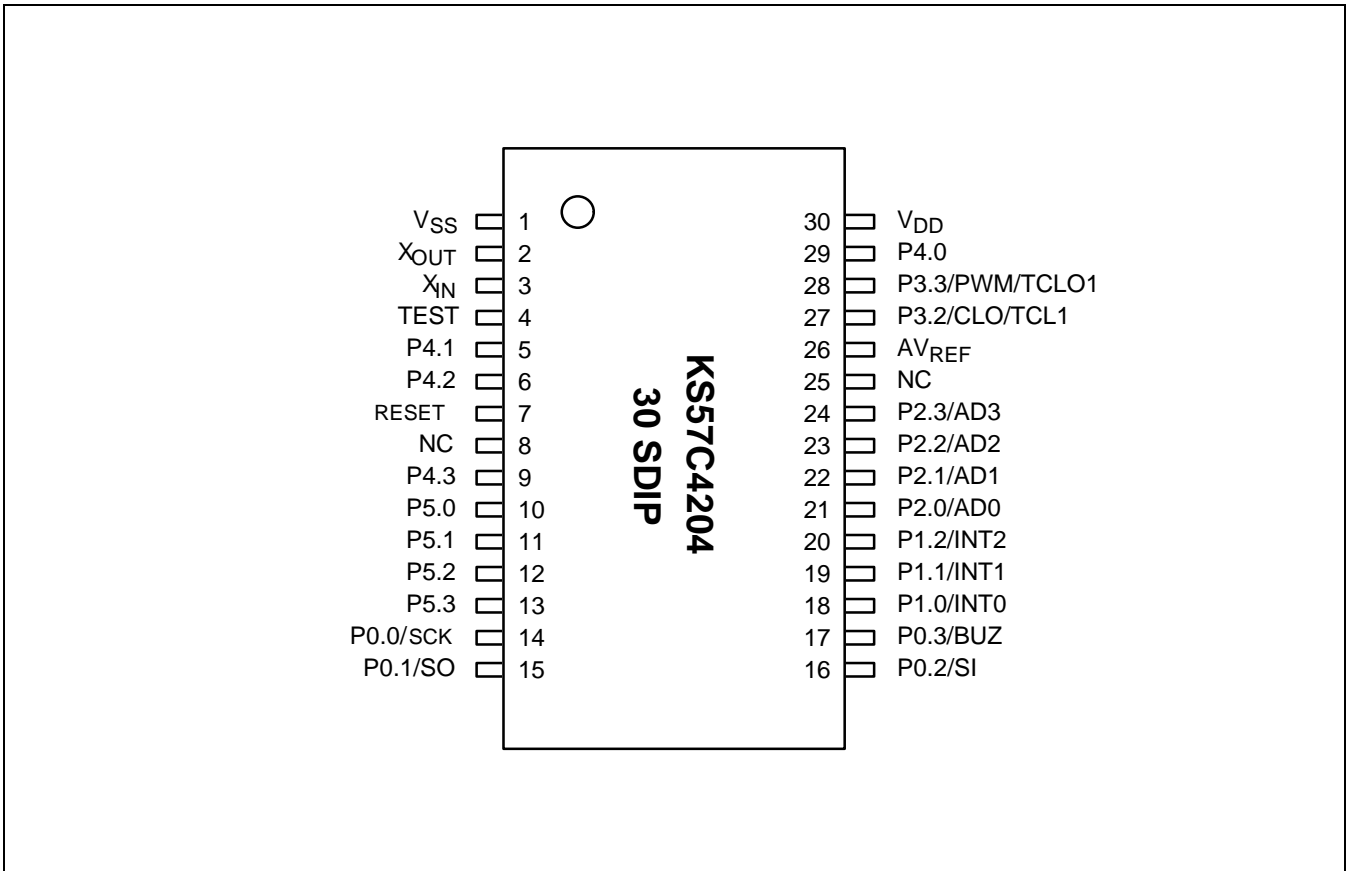 VSS 1
XOUT 2
XIN 3
TEST 4
P4.1 5
P4.2 6
RESET 7
NC 8
P4.3 9
P5.0 10
P5.1 11
P5.2 12
P5.3 13
P0.0/SCK 14
P0.1/SO 15
KS57C4204
30 SDIP
30 VDD
29 P4.0
28 P3.3/PWM/TCLO1
27 P3.2/CLO/TCL1
26 AVREF
25 NC
24 P2.3/AD3
23 P2.2/AD2
22 P2.1/AD1
21 P2.0/AD0
20 P1.2/INT2
19 P1.1/INT1
18 P1.0/INT0
17 P0.3/BUZ
16 P0.2/SI